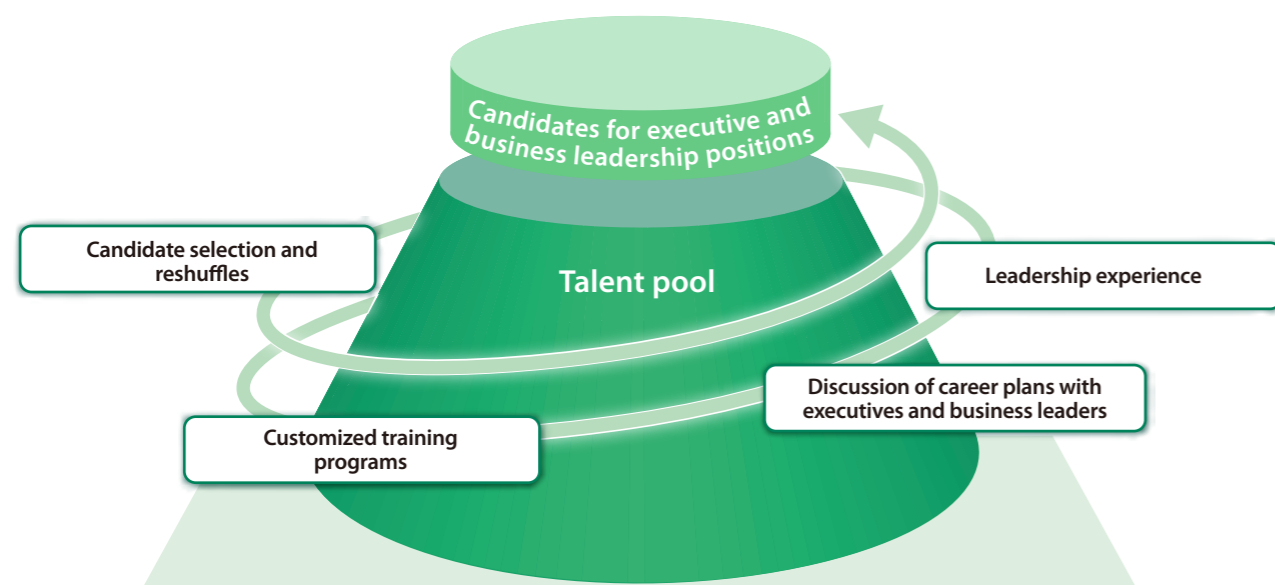 Candidates for executive and
business leadership positions
Candidate selection and
reshuffles
Talent pool
Leadership experience
Discussion of career plans with
executives and business leaders
Customized training
programs